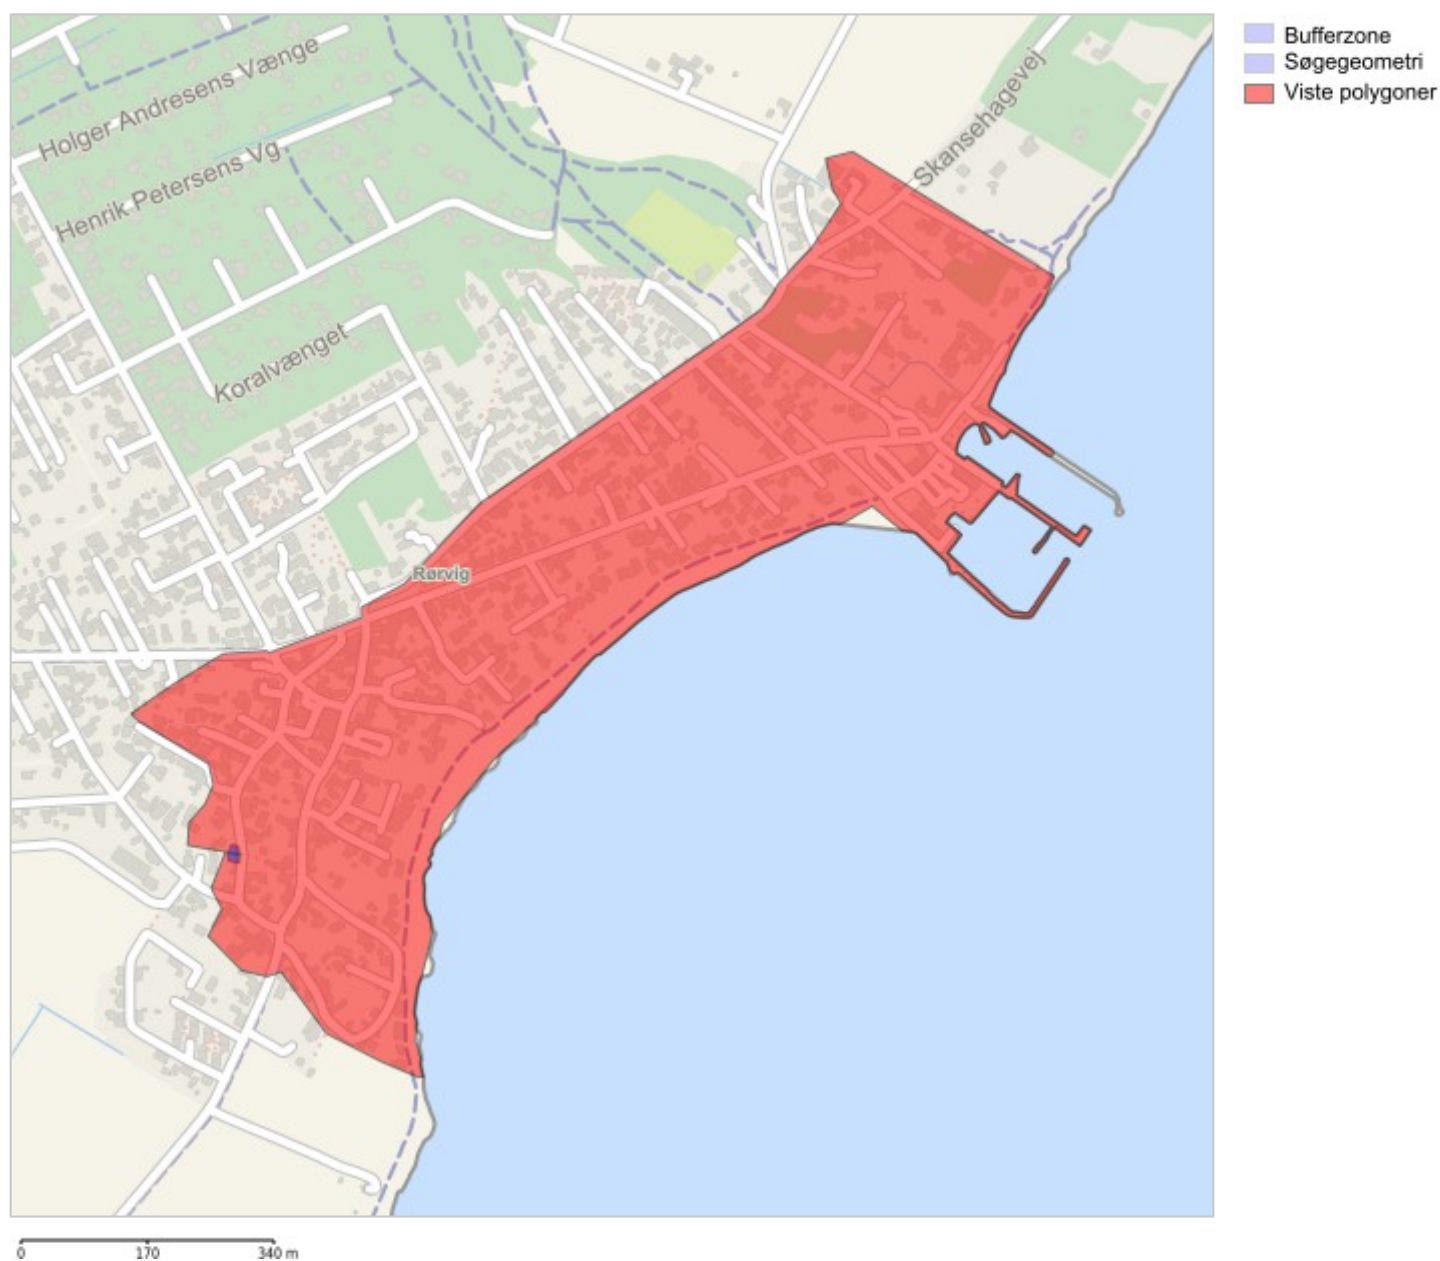 Holger Andresens Vænge
Henrik Petersens Vg
Koralvænget
Skansehagevej
Rørvig
Bufferzone
Søgegeometri
Viste polygoner
0 170 340 m